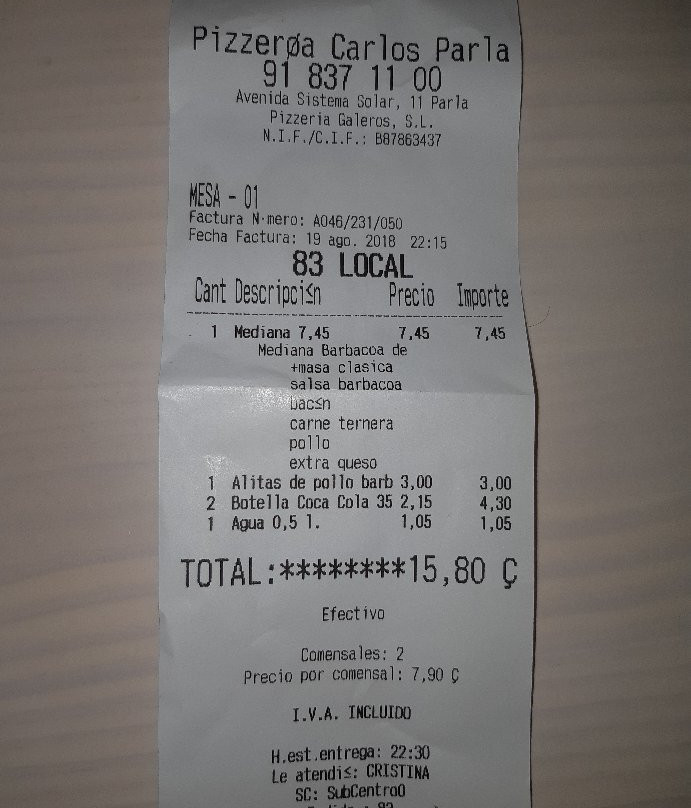 Pizzerøa Carlos Parla
91 837 11 00
Avenida Sistema Solar, 11 Parla
Pizzeria Galeros, S.L.
N.I.F./C.I.F.: B87863437
MESA - 01
Factura N·mero: A046/231/050
Fecha Factura: 19 ago. 2018 22:15
83 LOCAL
Cant Descripci≤n Precio Importe
1 Mediana 7,45 7,45 7,45
Mediana Barbacoa de
+masa clasica
salsa barbacoa
bac≤n
carne ternera
pollo
extra queso
1 Alitas de pollo barb 3,00 3,00
2 Botella Coca Cola 35 2,15 4,30
1 Agua 0,5 l. 1,05 1,05
TOTAL:********15,80 Ç
Efectivo
Comensales: 2
Precio por comensal: 7,90 Ç
I.V.A. INCLUIDO
H.est.entrega: 22:30
Le atendi≤: CRISTINA
SC: SubCentro0